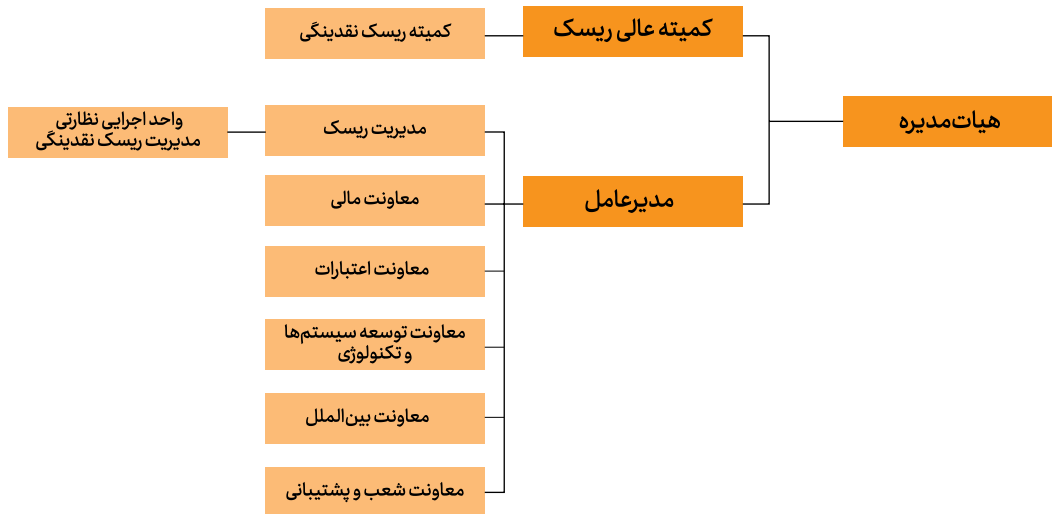 هیات‌مدیره
کمیته عالی ریسک
کمیته ریسک نقدینگی
مدیرعامل
مدیریت ریسک
واحد اجرایی نظارتی
مدیریت ریسک نقدینگی
معاونت مالی
معاونت اعتبارات
معاونت توسعه سیستم‌ها
و تکنولوژی
معاونت بین‌الملل
معاونت شعب و پشتیبانی